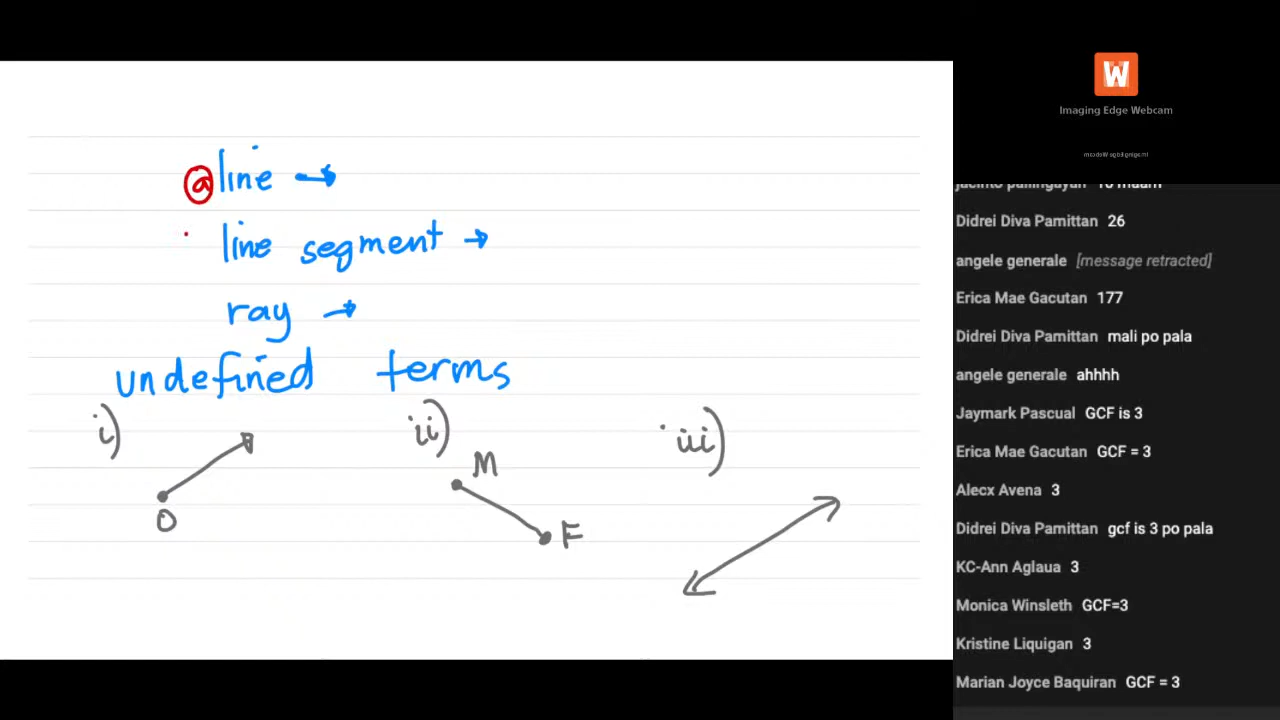 @line →
line segment →
ray →
undefined terms
i)
ii)
iii)
O
M
F
W
Imaging Edge Webcam
Imaging Edge Webcam
Didrei Diva Pamittan 26
angele generale [message retracted]
Erica Mae Gacutan 177
Didrei Diva Pamittan mali po pala
angele generale ahhhh
Jaymark Pascual GCF is 3
Erica Mae Gacutan GCF = 3
Alecx Avena 3
Didrei Diva Pamittan gcf is 3 po pala
KC-Ann Aglaua 3
Monica Winsleth GCF=3
Kristine Liquigan 3
Marian Joyce Baquiran GCF = 3